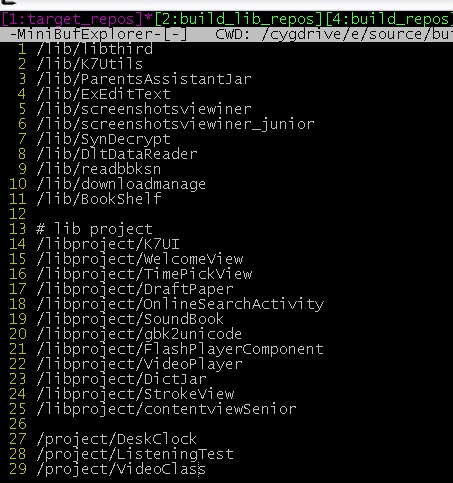 [1:target_repos]*[2:build_lib_repos][4:build_repos]
-MiniBufExplorer-[-] CWD: /cygdrive/e/source/bui
1 /lib/libthird
2 /lib/K7Utils
3 /lib/ParentsAssistantJar
4 /lib/ExEditText
5 /lib/screenshotsviewiner
6 /lib/screenshotsviewiner_junior
7 /lib/SynDecrypt
8 /lib/DltDataReader
9 /lib/readbbksn
10 /lib/downloadmanage
11 /lib/BookShelf
12
13 # lib project
14 /libproject/K7UI
15 /libproject/WelcomeView
16 /libproject/TimePickView
17 /libproject/DraftPaper
18 /libproject/OnlineSearchActivity
19 /libproject/SoundBook
20 /libproject/gbk2unicode
21 /libproject/FlashPlayerComponent
22 /libproject/VideoPlayer
23 /libproject/DictJar
24 /libproject/StrokeView
25 /libproject/contentviewSenior
26
27 /project/DeskClock
28 /project/ListeningTest
29 /project/VideoClass